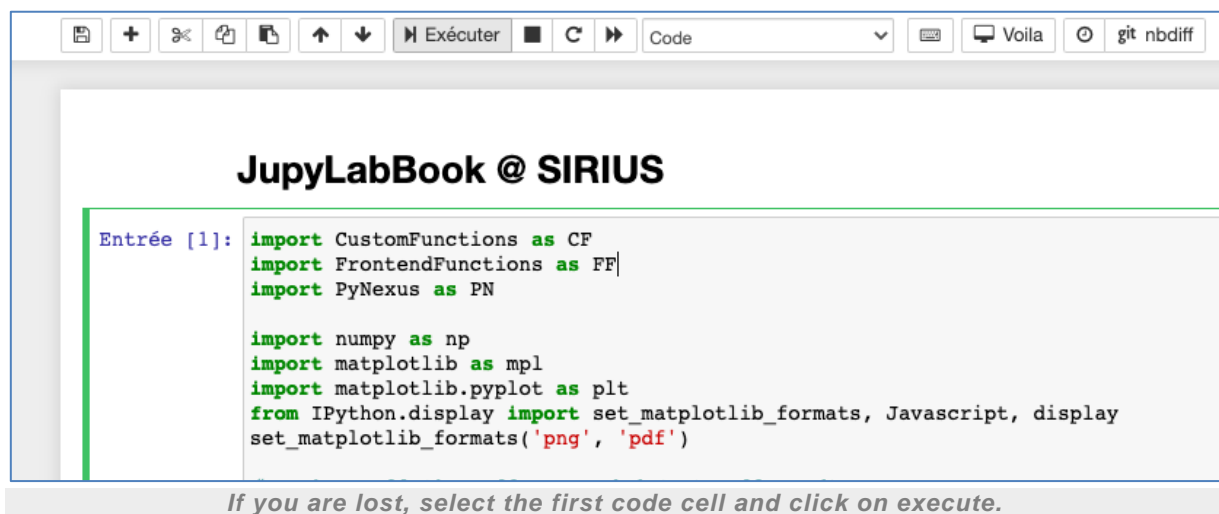 Exécuter Code Voila git nbdiff
JupyLabBook @ SIRIUS
Entrée [1]: import CustomFunctions as CF
import FrontendFunctions as FF
import PyNexus as PN
import numpy as np
import matplotlib as mpl
import matplotlib.pyplot as plt
from IPython.display import set_matplotlib_formats, Javascript, display
set_matplotlib_formats('png', 'pdf')
If you are lost, select the first code cell and click on execute.